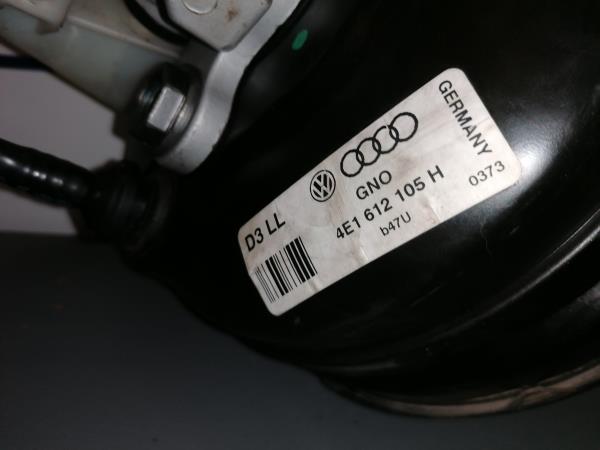 GERMANY
GNO
0373
D3 LL
4E1 612 105 H
b47U